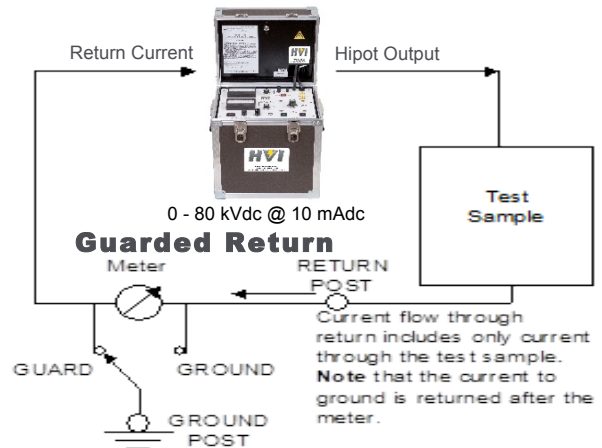 Return Current
Hipot Output
HVI
HVI
0 - 80 kVdc @ 10 mAdc
Test
Sample
Guarded Return
Meter
RETURN
POST
Current flow through
return includes only current
through the test sample.
Note that the current to
ground is returned after the
meter.
GUARD
GROUND
GROUND
POST